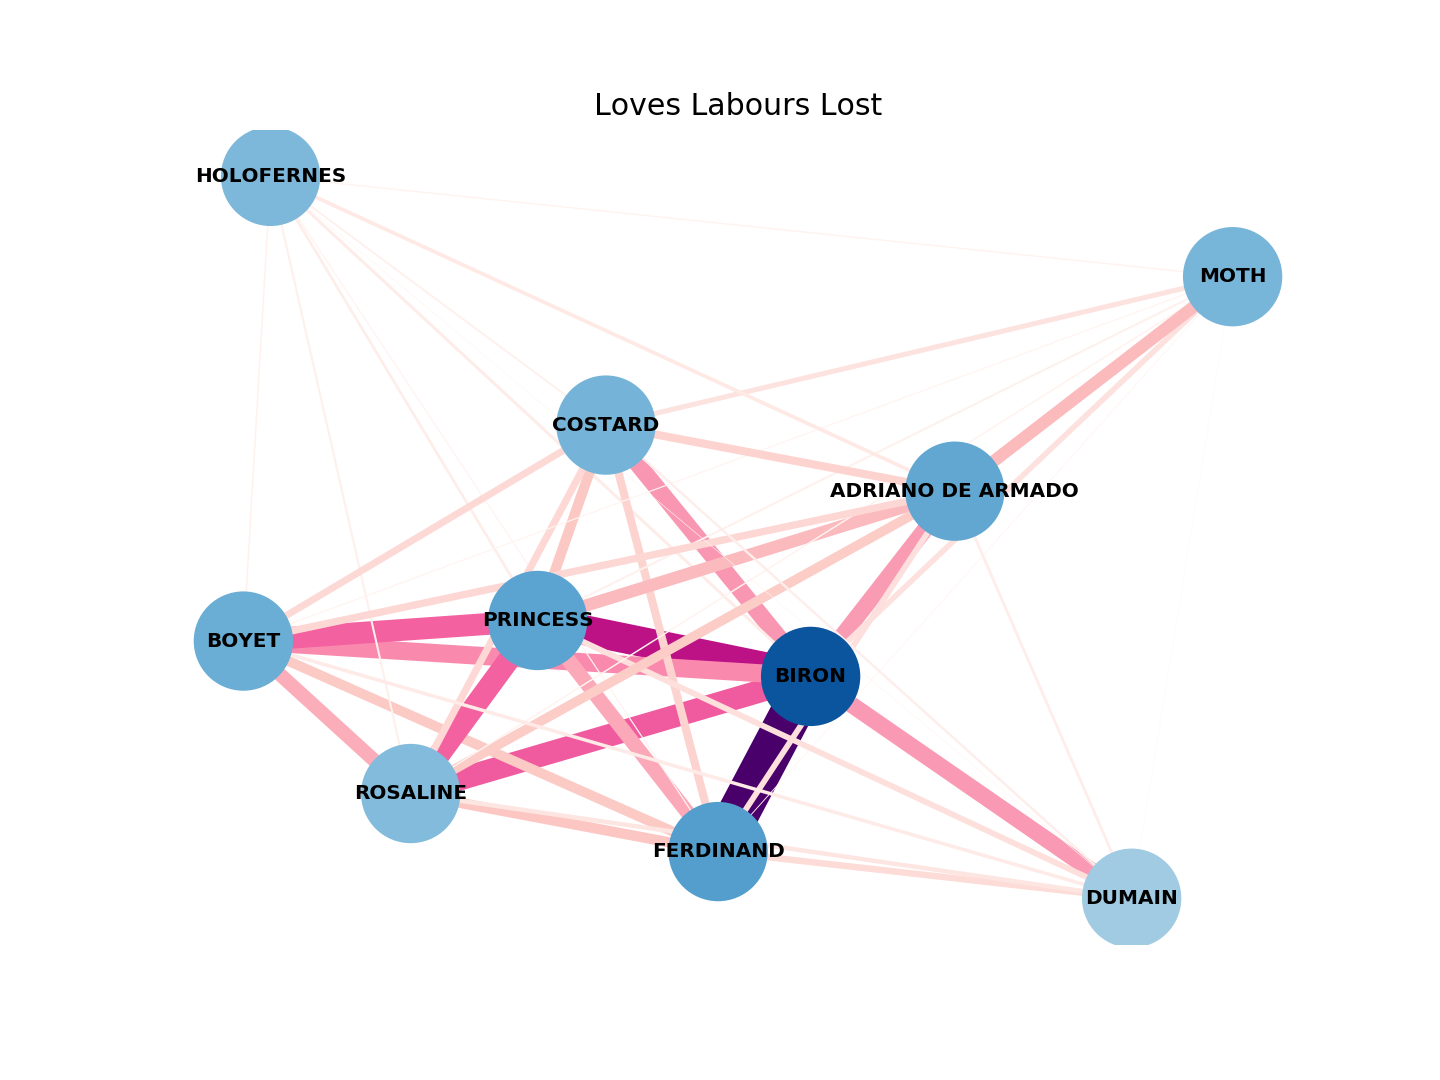 Loves Labours Lost
HOLOFERNES
MOTH
COSTARD
ADRIANO DE ARMADO
PRINCESS
BOYET
BIRON
ROSALINE
FERDINAND
DUMAIN